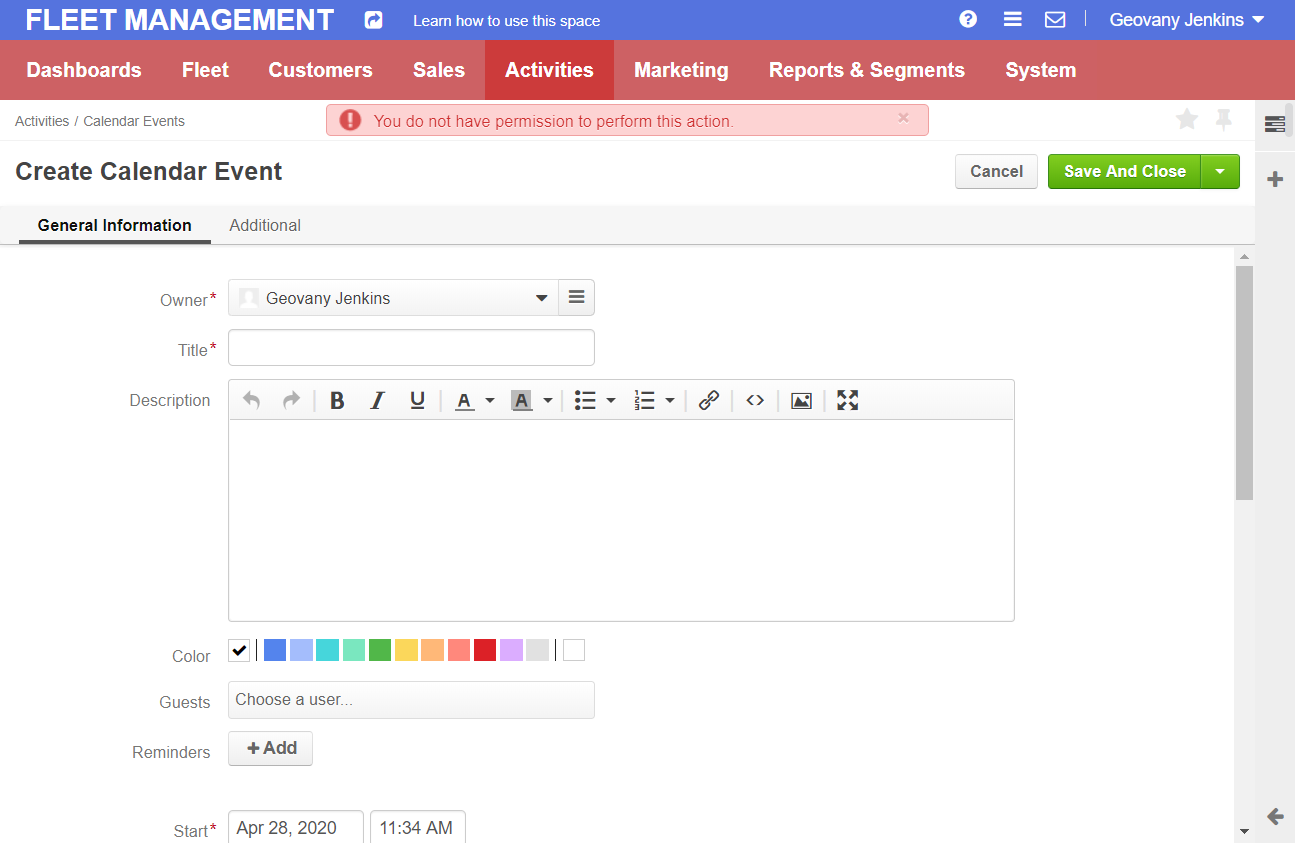 FLEET MANAGEMENT Learn how to use this space Geovany Jenkins
Dashboards Fleet Customers Sales Activities Marketing Reports & Segments System
Activities / Calendar Events
You do not have permission to perform this action. ×
Create Calendar Event
Cancel Save And Close
General Information Additional
Owner* Geovany Jenkins
Title*
Description B I U A A
Color
Guests Choose a user...
Reminders + Add
Start* Apr 28, 2020 11:34 AM